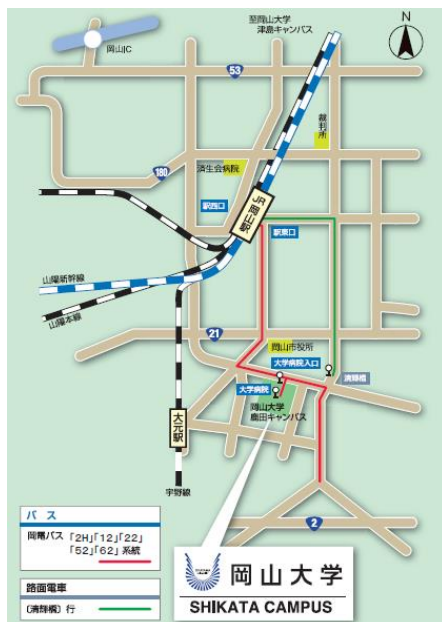 至岡山大学
津島キャンパス
N
岡山IC
53
裁判所
180
済生会病院
駅西口
JR岡山駅
駅東口
山陽新幹線
山陽本線
21
岡山市役所
大学病院入口
清輝橋
大学病院
岡山大学
鹿田キャンパス
大元駅
宇野線
2
バス
岡電バス「2H」「12」「22」
「52」「62」系統
路面電車
〔清輝橋〕行
岡山大学
SHIKATA CAMPUS